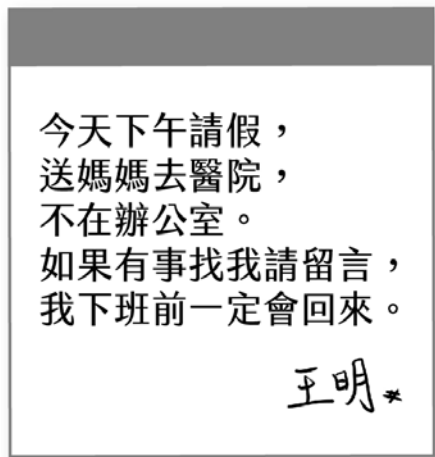 今天下午請假，
送媽媽去醫院，
不在辦公室。
如果有事找我請留言，
我下班前一定會回來。
王明